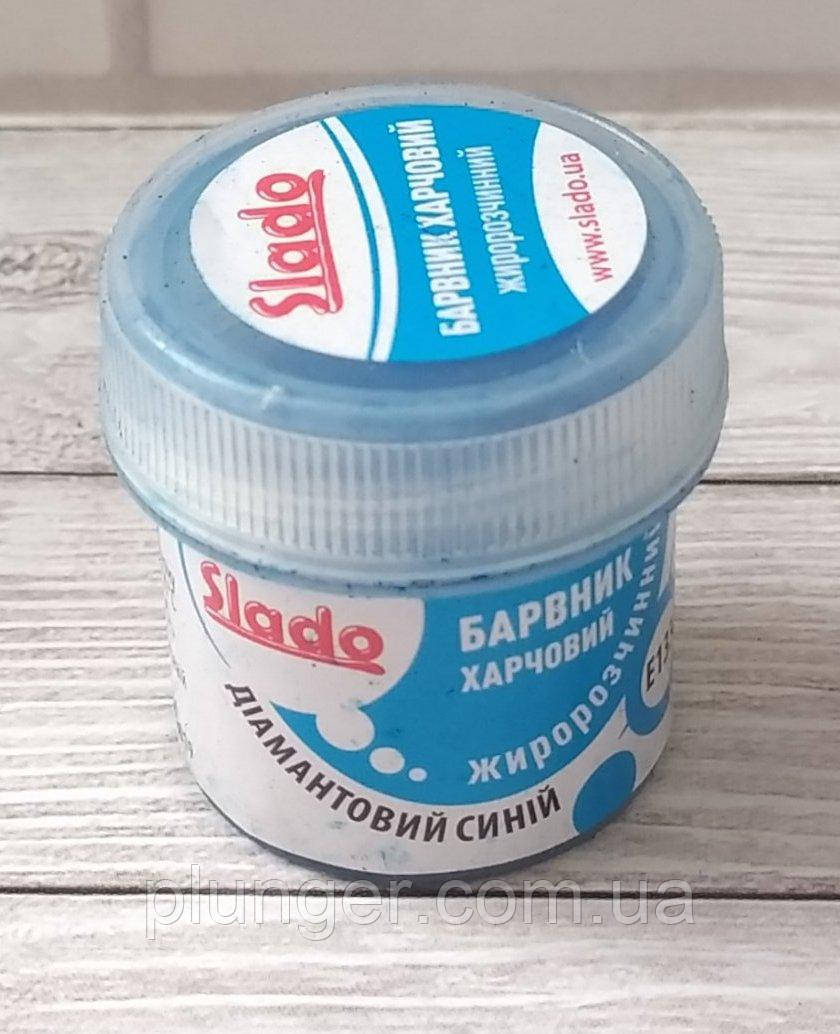 Slado
БАРВНИК ХАРЧОВИЙ
жиророзчинний
www.slado.ua
Slado
БАРВНИК
ХАРЧОВИЙ
жиророзчинний
ДІАМАНТОВИЙ СИНІЙ
plunger.com.ua